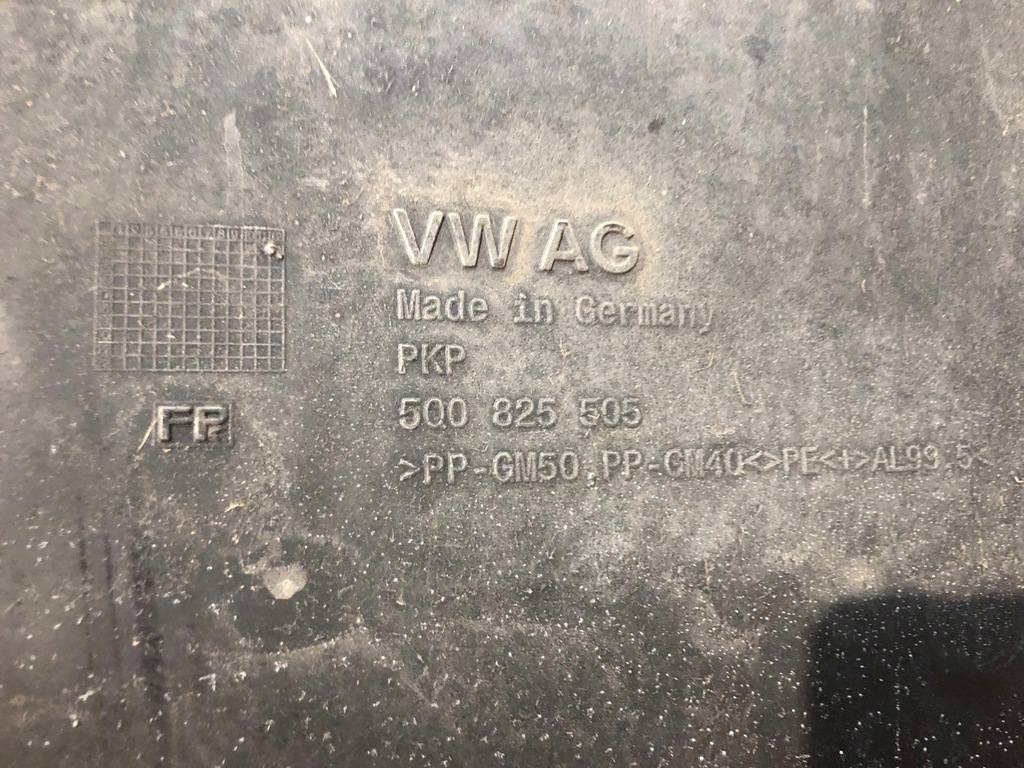 VW AG
Made in Germany
PKP
5Q0 825 505
>PP-GM50,PP-GM40<>PE<+>AL99.5<
FP